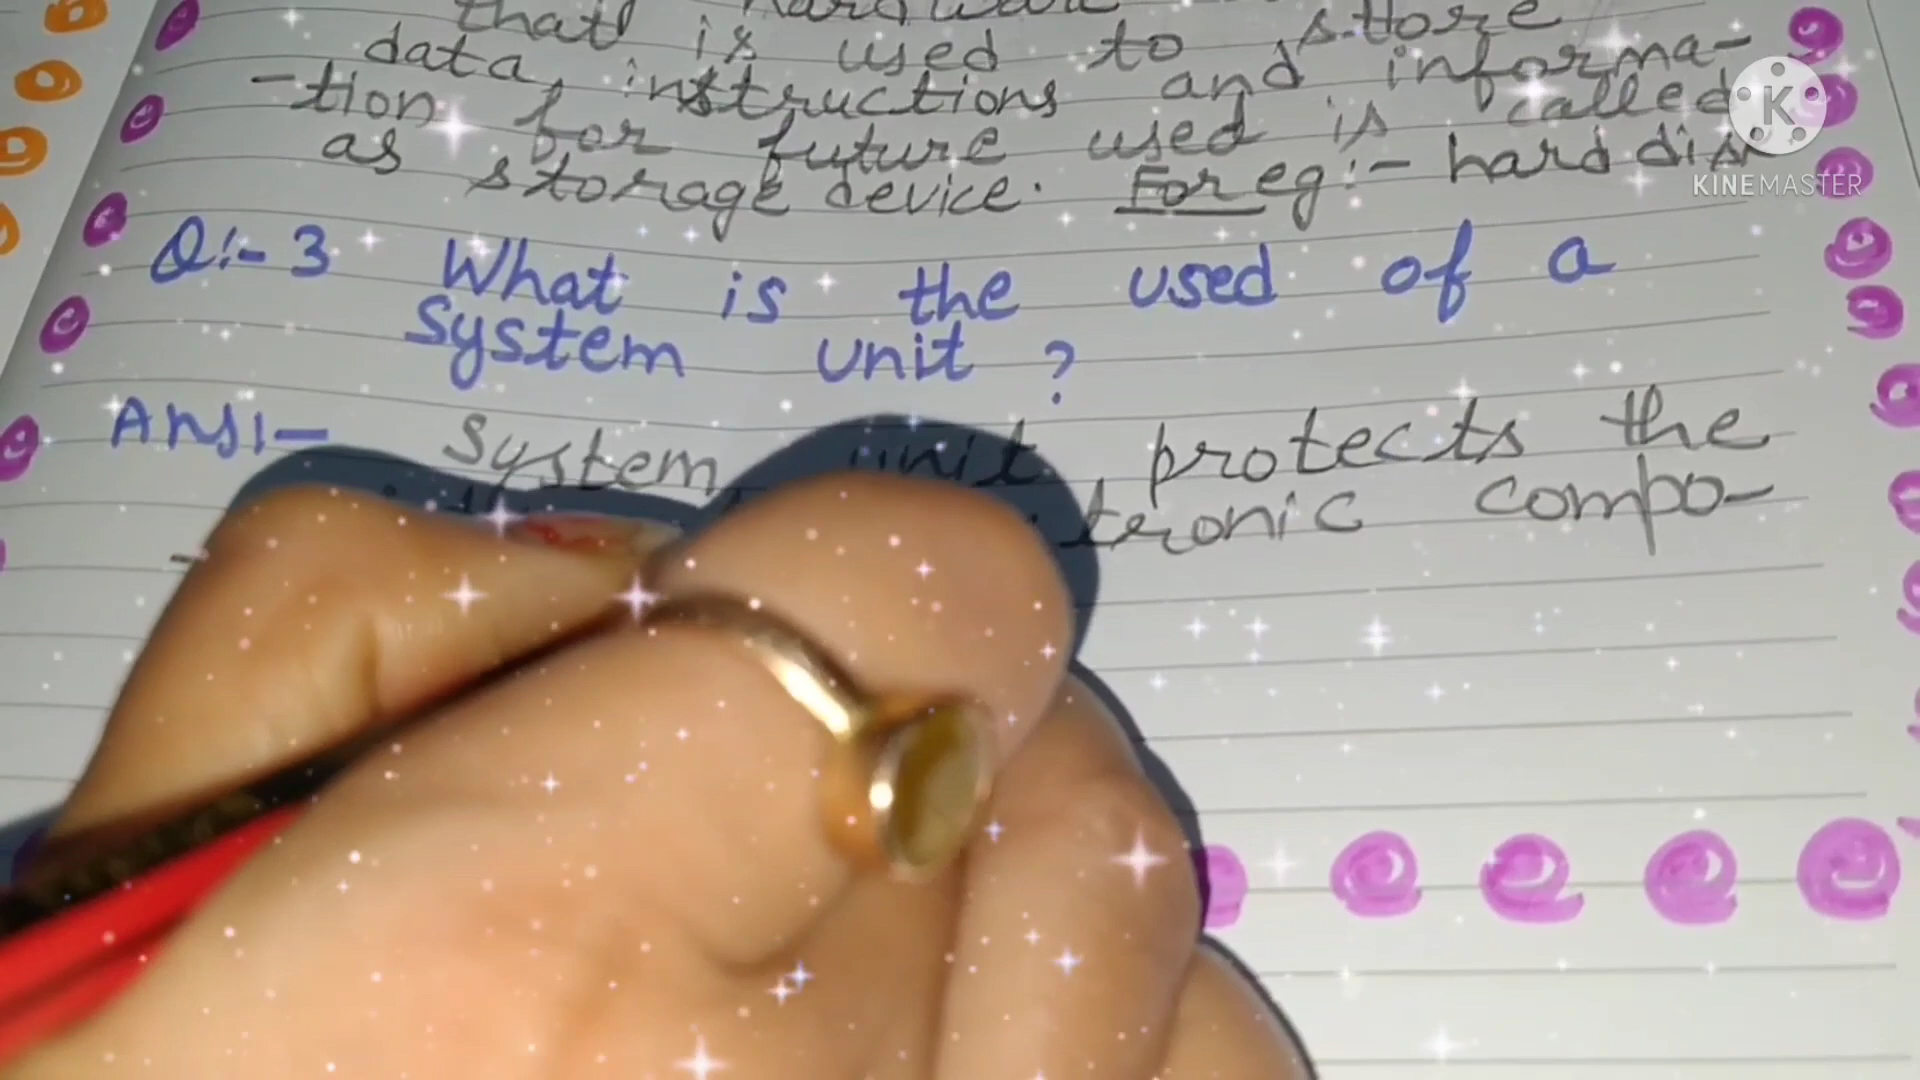 that is used to store
data, instructions and informa-
-tion for future used is called
as storage device. For eg:- hard disk
Q:- 3 What is the used of a
system unit ?
Ans:- System unit protects the
tronic compo-
K
KINEMASTER